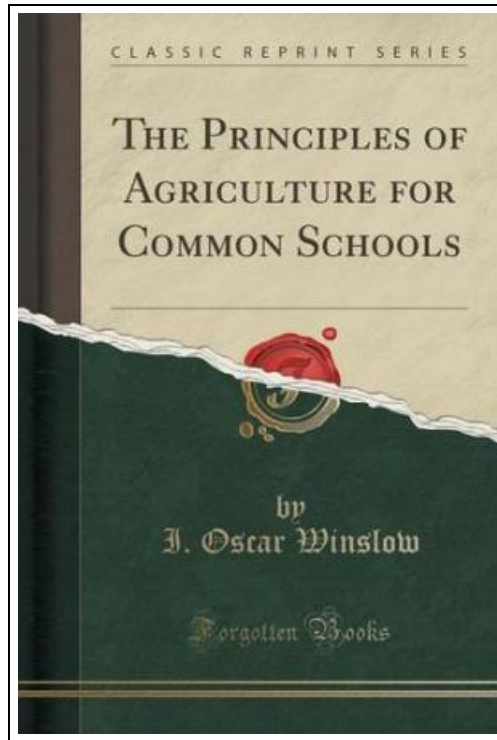 CLASSIC REPRINT SERIES
THE PRINCIPLES OF
AGRICULTURE FOR
COMMON SCHOOLS
by
I. Oscar Winslow
Forgotten Books